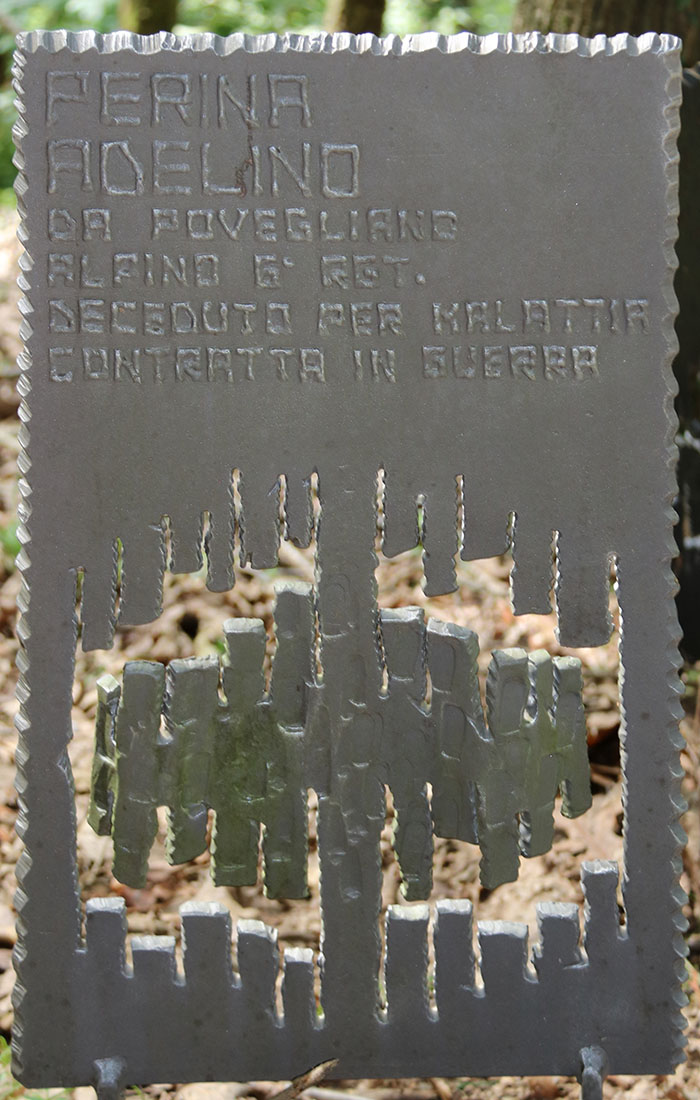 PERINA
ADELINO
DA POVEGLIANO
ALPINO 6° RGT.
DECEDUTO PER MALATTIA
CONTRATTA IN GUERRA